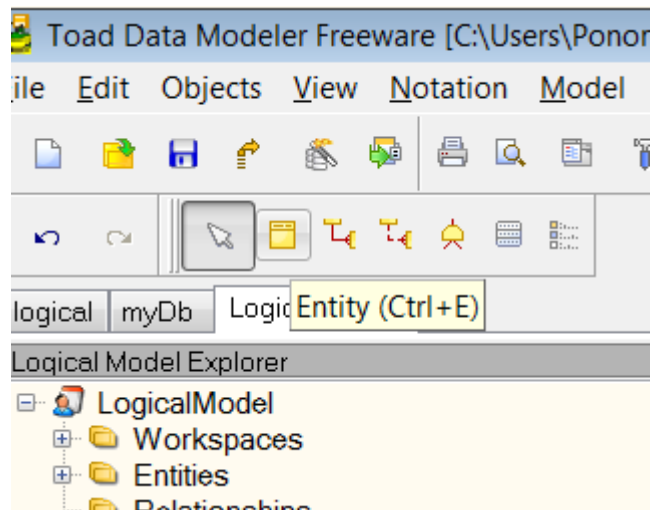 Toad Data Modeler Freeware [C:\Users\Ponor
ile Edit Objects View Notation Model
logical myDb Logic Entity (Ctrl+E)
Logical Model Explorer
LogicalModel
Workspaces
Entities
Relationships